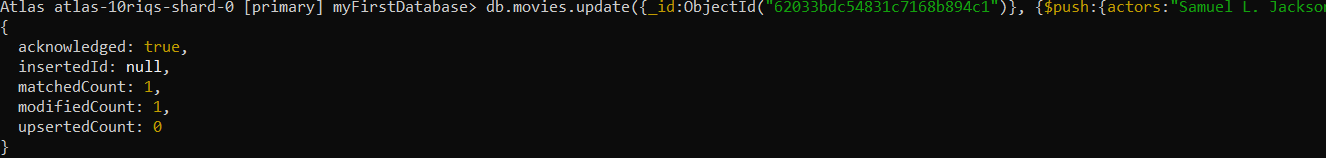 Atlas atlas-10riqs-shard-0 [primary] myFirstDatabase> db.movies.update({_id:ObjectId("62033bdc54831c7168b894c1")}, {$push:{actors:"Samuel L. Jackso
{
  acknowledged: true,
  insertedId: null,
  matchedCount: 1,
  modifiedCount: 1,
  upsertedCount: 0
}